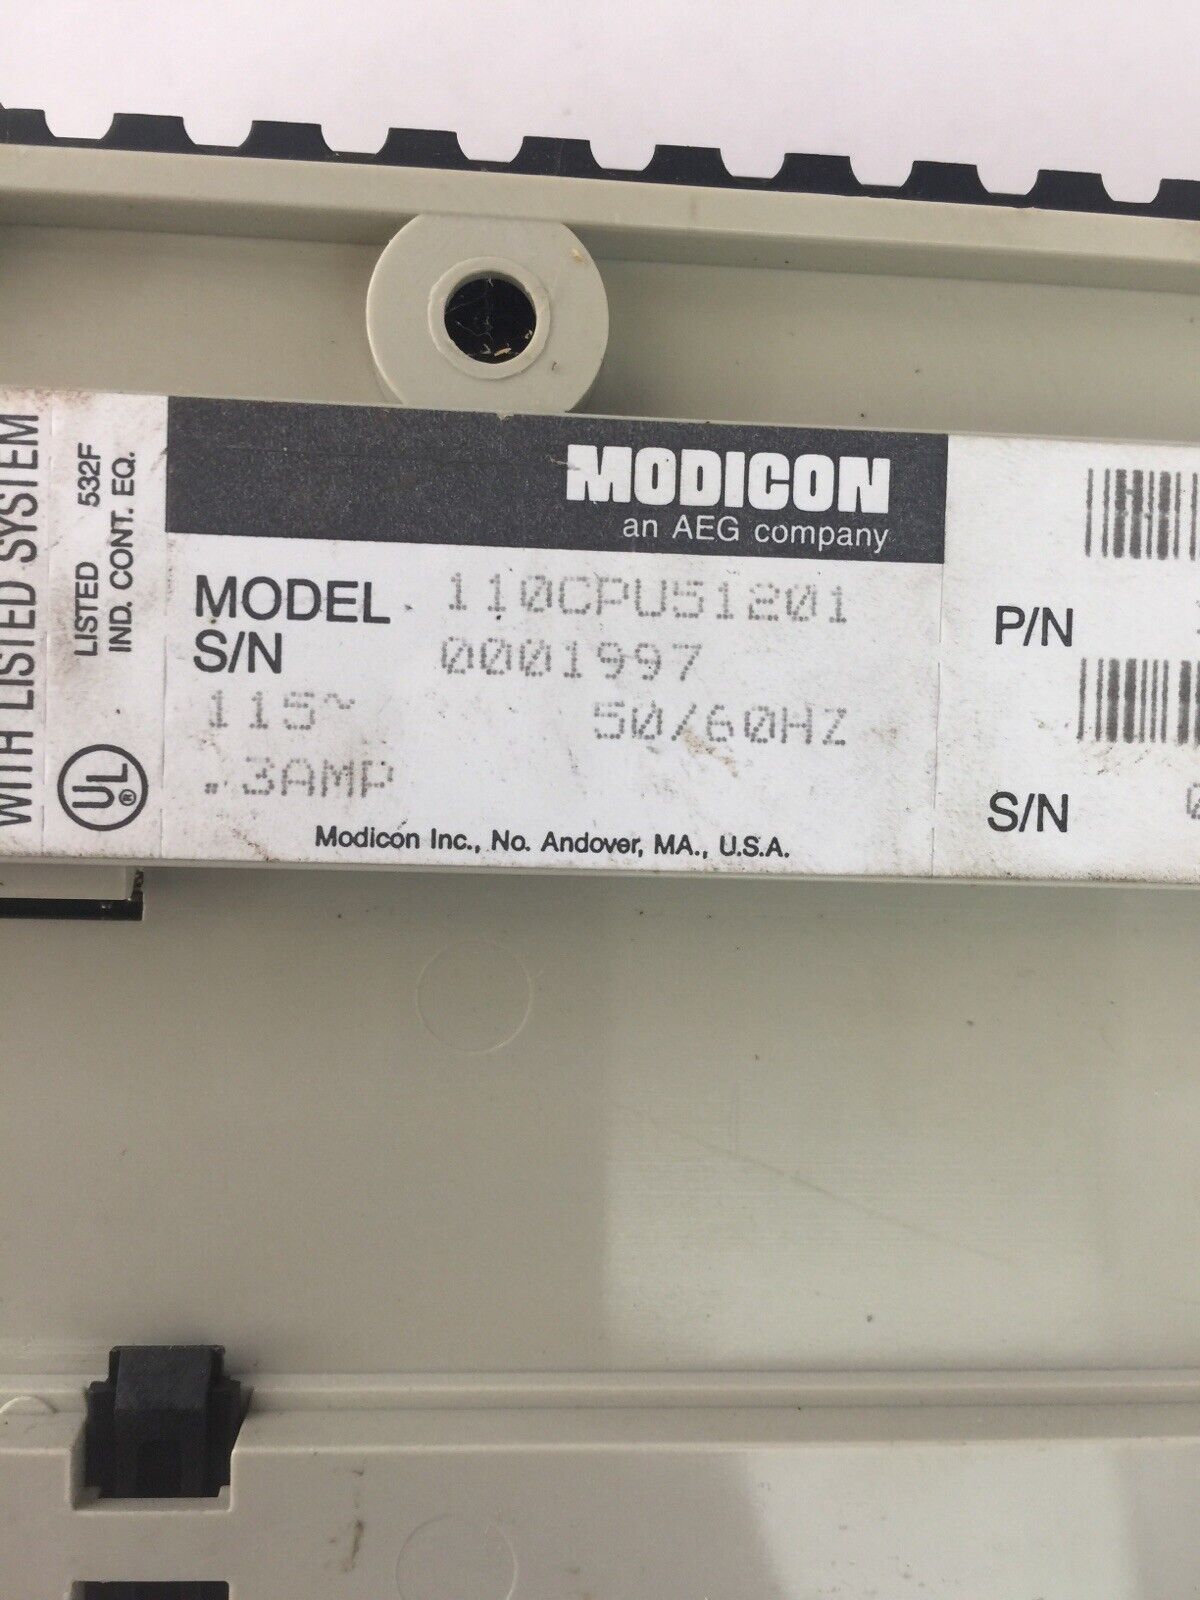 WITH LISTED SYSTEM
LISTED 532F
IND. CONT. EQ.
UL®
MODICON
an AEG company
MODEL 110CPU51201
S/N 0001997
115~ 50/60HZ
.3AMP
Modicon Inc., No. Andover, MA., U.S.A.
P/N
S/N 0